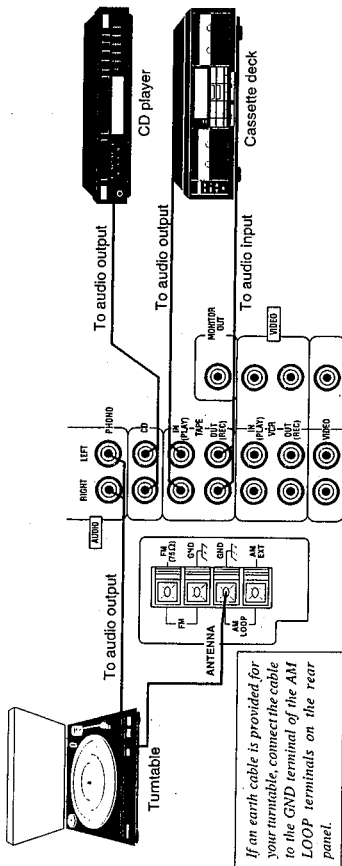 CD player
Cassette deck
To audio output
To audio output
To audio input
MONITOR
OUT
VIDEO
PHONO
LEFT
RIGHT
CD
IN
(PLAY)
TAPE
OUT
(REC)
IN
(PLAY)
VCR
OUT
(REC)
VIDEO
AUDIO
To audio output
FM
(75Ω)
GND
GND
AM
EXT
FM
AM
LOOP
ANTENNA
Turntable
If an earth cable is provided for
your turntable, connect the cable
to the GND terminal of the AM
LOOP terminals on the rear
panel.